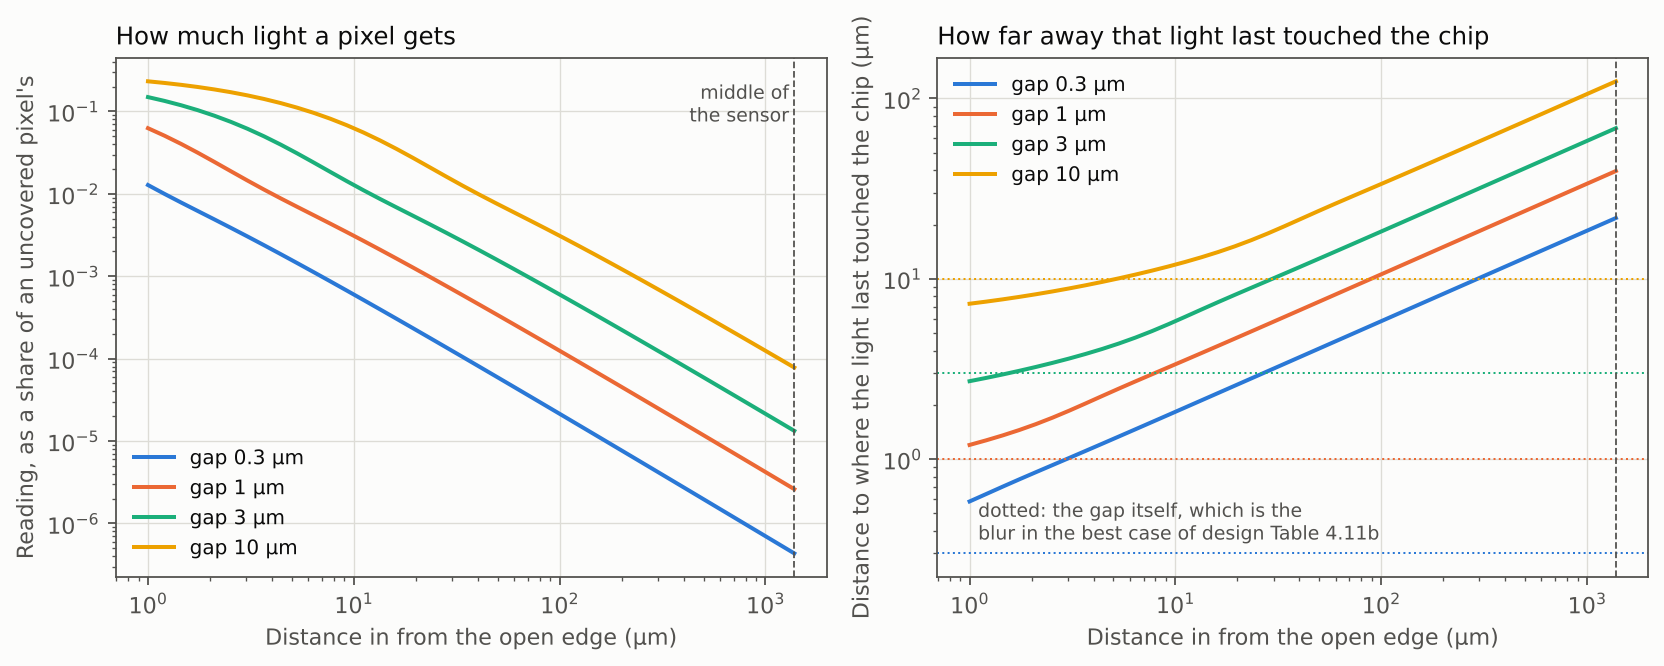 How much light a pixel gets
Reading, as a share of an uncovered pixel's
10⁻¹
10⁻²
10⁻³
10⁻⁴
10⁻⁵
10⁻⁶
middle of
the sensor
gap 0.3 µm
gap 1 µm
gap 3 µm
gap 10 µm
10⁰
10¹
10²
10³
Distance in from the open edge (µm)
How far away that light last touched the chip
Distance to where the light last touched the chip (µm)
10²
10¹
10⁰
gap 0.3 µm
gap 1 µm
gap 3 µm
gap 10 µm
dotted: the gap itself, which is the
blur in the best case of design Table 4.11b
10⁰
10¹
10²
10³
Distance in from the open edge (µm)